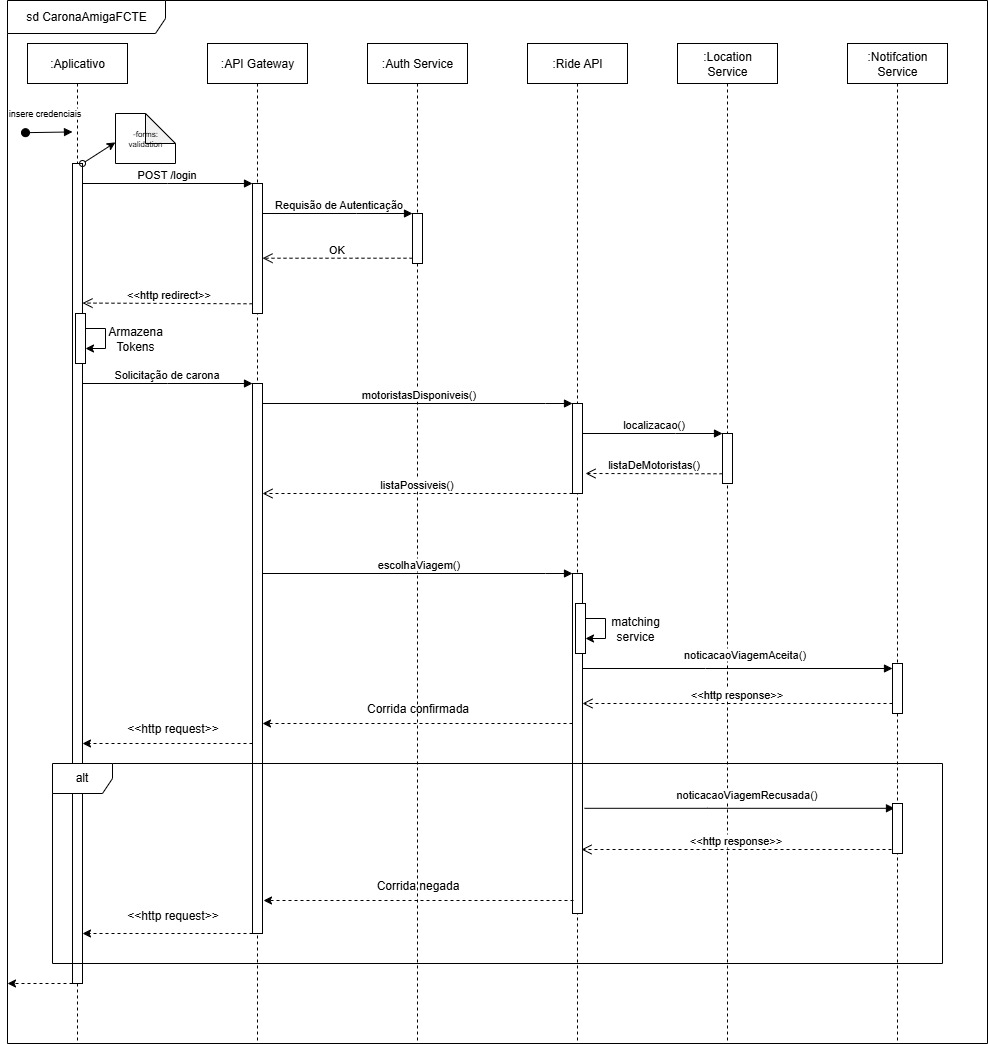 sd CaronaAmigaFCTE
:Aplicativo
:API Gateway
:Auth Service
:Ride API
:Location
Service
:Notifcation
Service
insere credenciais
-forms:
validation
POST /login
Requisão de Autenticação
OK
<<http redirect>>
Armazena
Tokens
Solicitação de carona
motoristasDisponiveis()
localizacao()
listaDeMotoristas()
listaPossiveis()
escolhaViagem()
matching
service
noticacaoViagemAceita()
<<http response>>
Corrida confirmada
<<http request>>
alt
noticacaoViagemRecusada()
<<http response>>
Corrida negada
<<http request>>